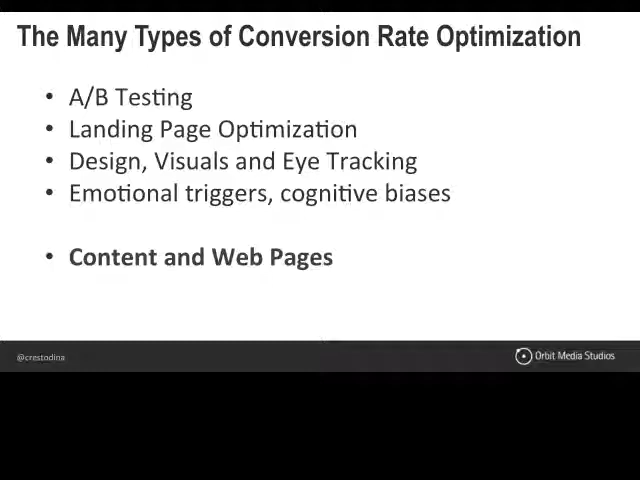 The Many Types of Conversion Rate Optimization
• A/B Testing
• Landing Page Optimization
• Design, Visuals and Eye Tracking
• Emotional triggers, cognitive biases
• Content and Web Pages
@crestodina
Orbit Media Studios